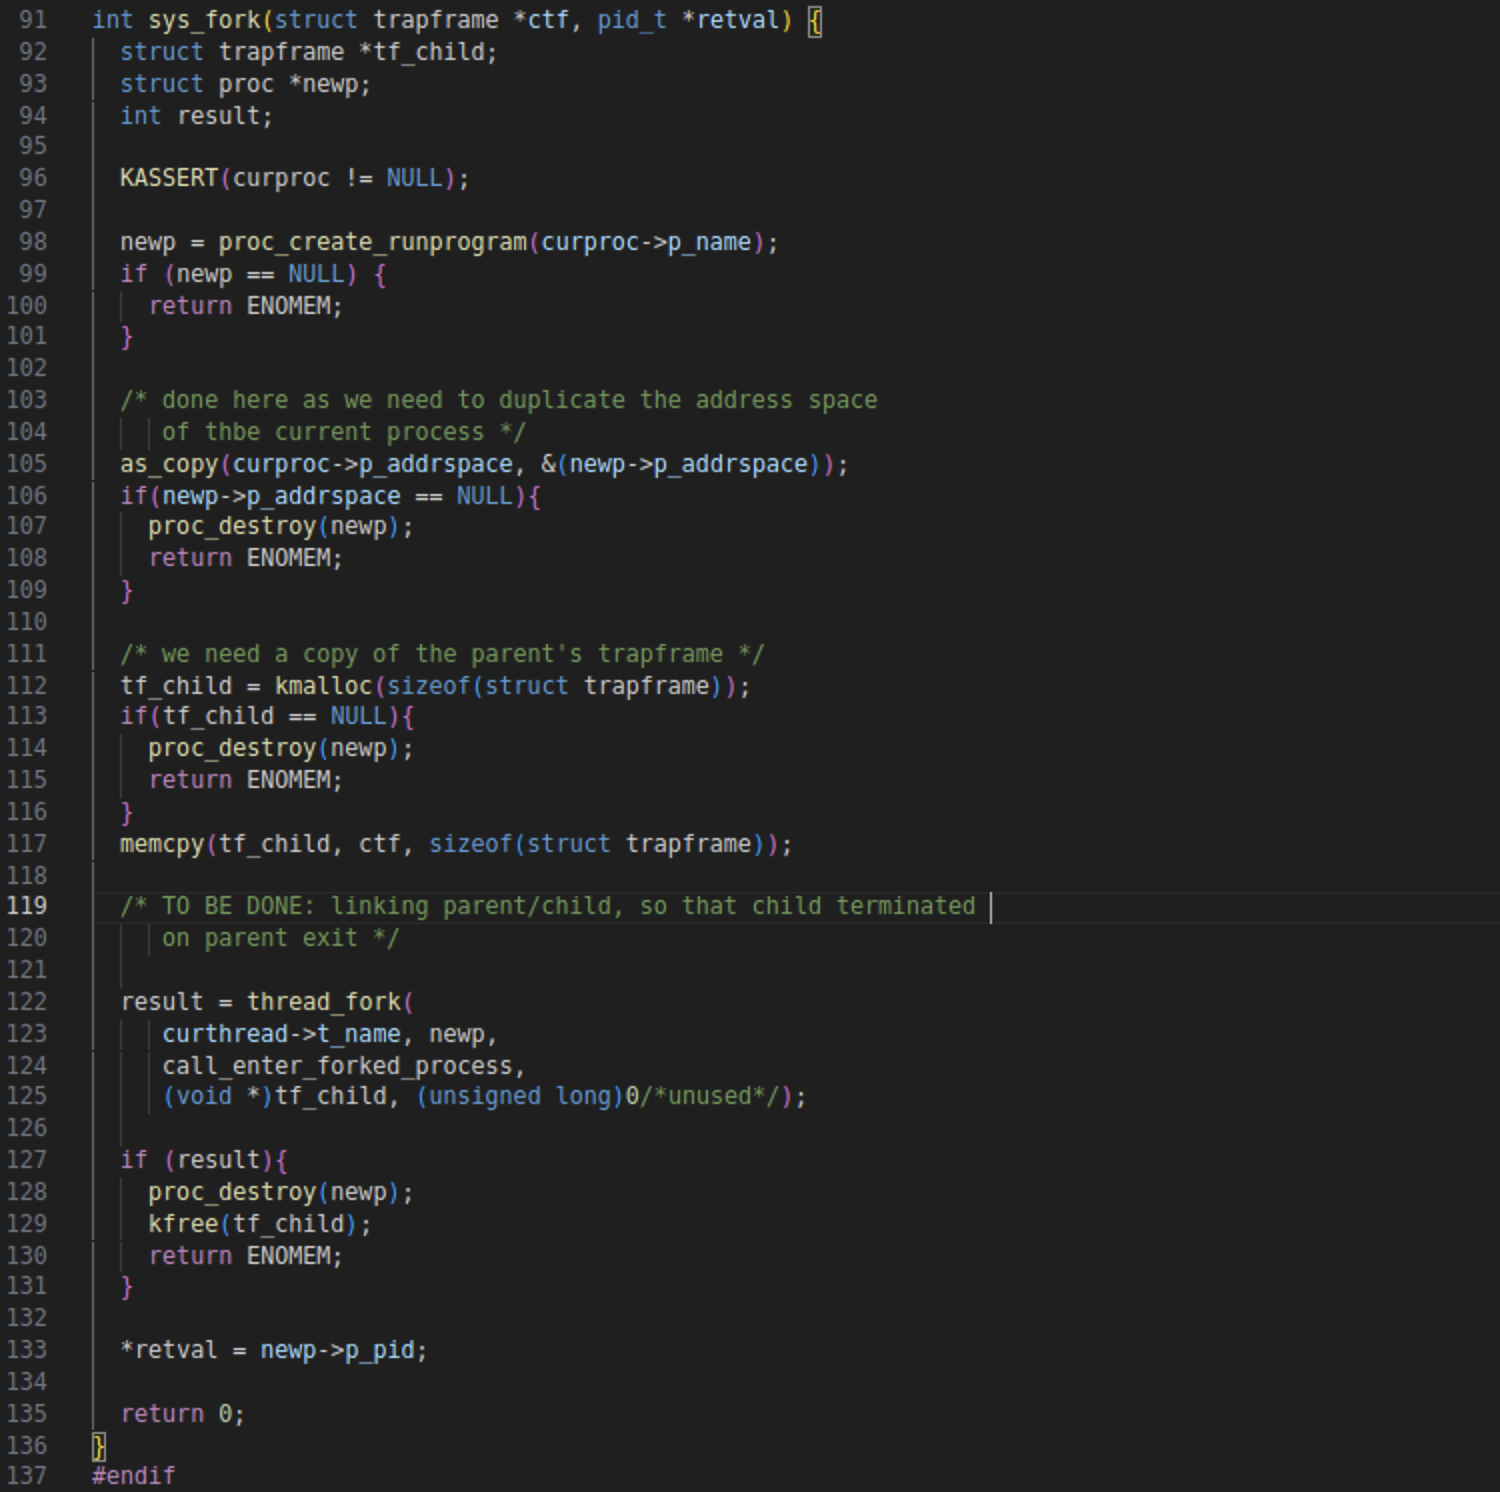 91 int sys_fork(struct trapframe *ctf, pid_t *retval) {
92 struct trapframe *tf_child;
93 struct proc *newp;
94 int result;
95
96 KASSERT(curproc != NULL);
97
98 newp = proc_create_runprogram(curproc->p_name);
99 if (newp == NULL) {
100 return ENOMEM;
101 }
102
103 /* done here as we need to duplicate the address space
104 of thbe current process */
105 as_copy(curproc->p_addrspace, &(newp->p_addrspace));
106 if(newp->p_addrspace == NULL){
107 proc_destroy(newp);
108 return ENOMEM;
109 }
110
111 /* we need a copy of the parent's trapframe */
112 tf_child = kmalloc(sizeof(struct trapframe));
113 if(tf_child == NULL){
114 proc_destroy(newp);
115 return ENOMEM;
116 }
117 memcpy(tf_child, ctf, sizeof(struct trapframe));
118
119 /* TO BE DONE: linking parent/child, so that child terminated
120 on parent exit */
121
122 result = thread_fork(
123 curthread->t_name, newp,
124 call_enter_forked_process,
125 (void *)tf_child, (unsigned long)0/*unused*/);
126
127 if (result){
128 proc_destroy(newp);
129 kfree(tf_child);
130 return ENOMEM;
131 }
132
133 *retval = newp->p_pid;
134
135 return 0;
136 }
137 #endif